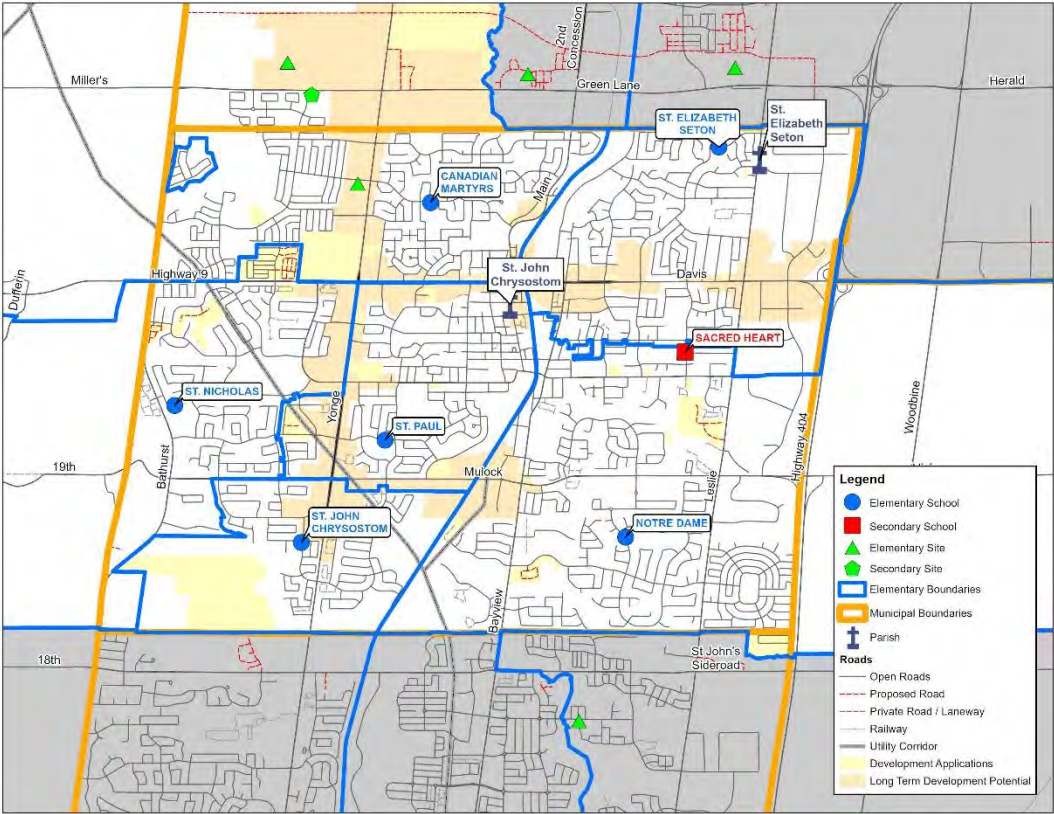 2nd
Concession
Miller's
Green Lane
Herald
ST. ELIZABETH
SETON
St.
Elizabeth
Seton
CANADIAN
MARTYRS
Main
Highway 9
Davis
Dufferin
St. John
Chrysostom
SACRED HEART
ST. NICHOLAS
Yonge
ST. PAUL
Woodbine
Highway 404
19th
Bathurst
Mulock
Leslie
ST. JOHN
CHRYSOSTOM
NOTRE DAME
Bayview
18th
St John's
Sideroad
Legend
Elementary School
Secondary School
Elementary Site
Secondary Site
Elementary Boundaries
Municipal Boundaries
Parish
Roads
Open Roads
Proposed Road
Private Road / Laneway
Railway
Utility Corridor
Development Applications
Long Term Development Potential